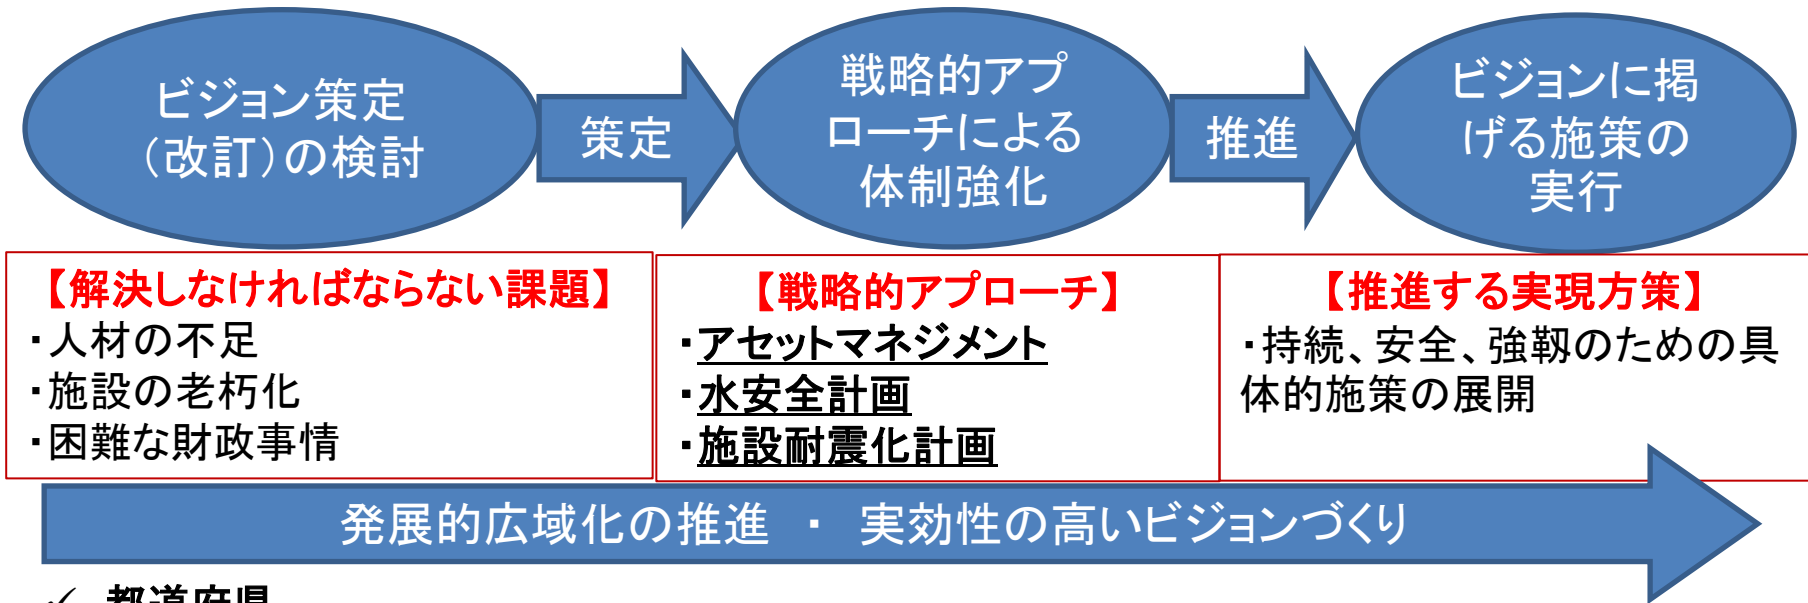 ビジョン策定
（改訂）の検討
策定
戦略的アプ
ローチによる
体制強化
推進
ビジョンに掲
げる施策の
実行
【解決しなければならない課題】
・人材の不足
・施設の老朽化
・困難な財政事情
【戦略的アプローチ】
・アセットマネジメント
・水安全計画
・施設耐震化計画
【推進する実現方策】
・持続、安全、強靱のための具
体的施策の展開
発展的広域化の推進　・　実効性の高いビジョンづくり
✓ 都道府県